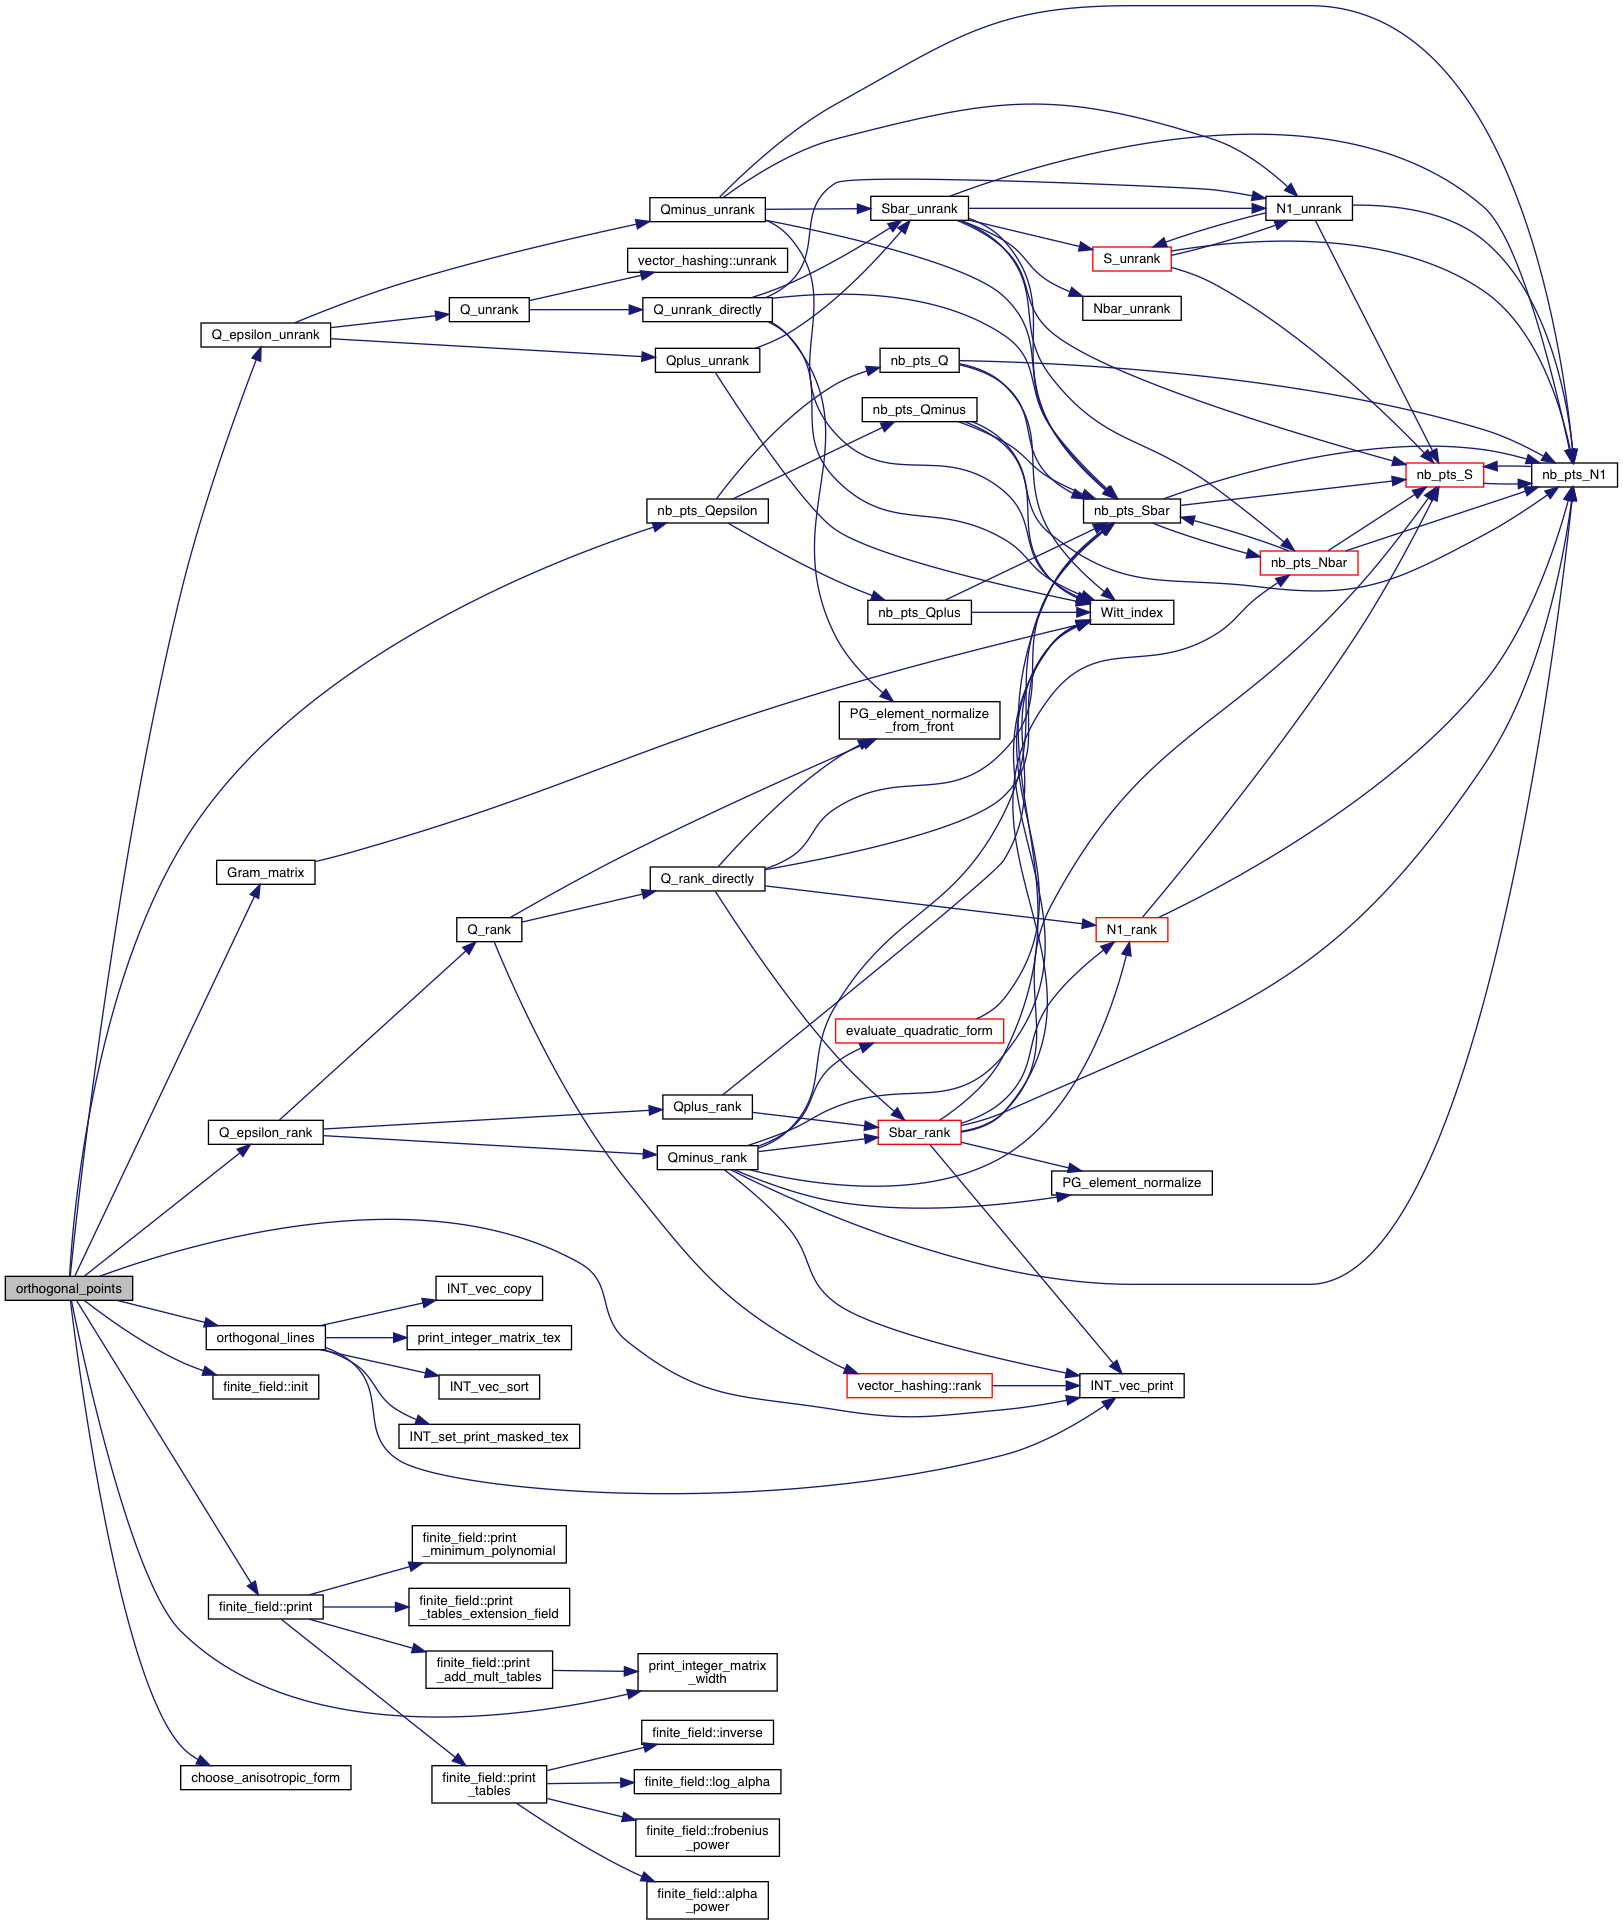 Qminus_unrank
Sbar_unrank
N1_unrank
vector_hashing::unrank
S_unrank
Q_unrank
Q_unrank_directly
Nbar_unrank
Q_epsilon_unrank
Qplus_unrank
nb_pts_Q
nb_pts_Qminus
nb_pts_S
nb_pts_N1
nb_pts_Qepsilon
nb_pts_Sbar
nb_pts_Nbar
nb_pts_Qplus
Witt_index
PG_element_normalize
_from_front
Gram_matrix
Q_rank_directly
Q_rank
N1_rank
evaluate_quadratic_form
Qplus_rank
Q_epsilon_rank
Sbar_rank
Qminus_rank
PG_element_normalize
orthogonal_points
INT_vec_copy
orthogonal_lines
print_integer_matrix_tex
finite_field::init
INT_vec_sort
vector_hashing::rank
INT_vec_print
INT_set_print_masked_tex
finite_field::print
_minimum_polynomial
finite_field::print
finite_field::print
_tables_extension_field
finite_field::print
_add_mult_tables
print_integer_matrix
_width
finite_field::inverse
choose_anisotropic_form
finite_field::print
_tables
finite_field::log_alpha
finite_field::frobenius
_power
finite_field::alpha
_power